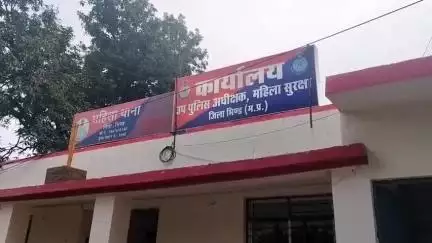 महिला थाना
कार्यालय
उप पुलिस अधीक्षक, महिला सुरक्षा
जिला भिण्ड (म.प्र.)